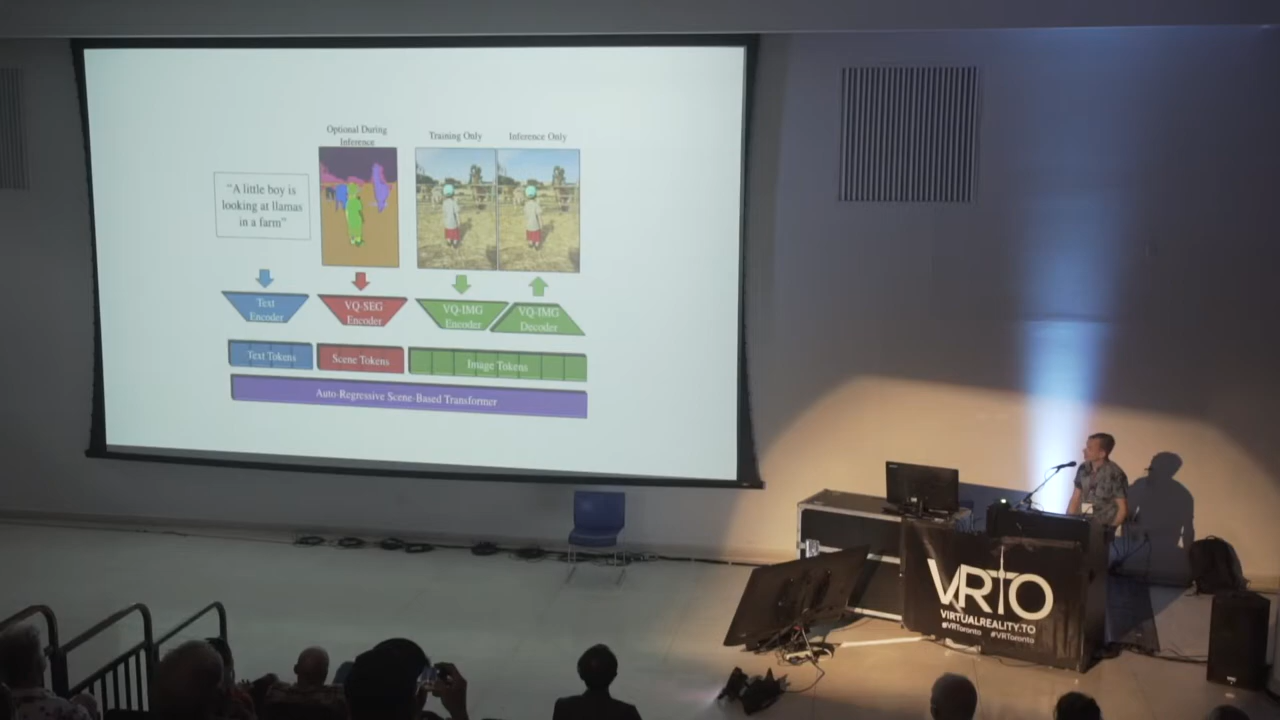 Optional During
Inference
Training Only
Inference Only
"A little boy is
looking at llamas
in a farm"
Text
Encoder
VQ-SEG
Encoder
VQ-IMG
Encoder
VQ-IMG
Decoder
Text Tokens
Scene Tokens
Image Tokens
Auto-Regressive Scene-Based Transformer
VRTO
VIRTUALREALITY.TO
#VRToronto #VRToronto